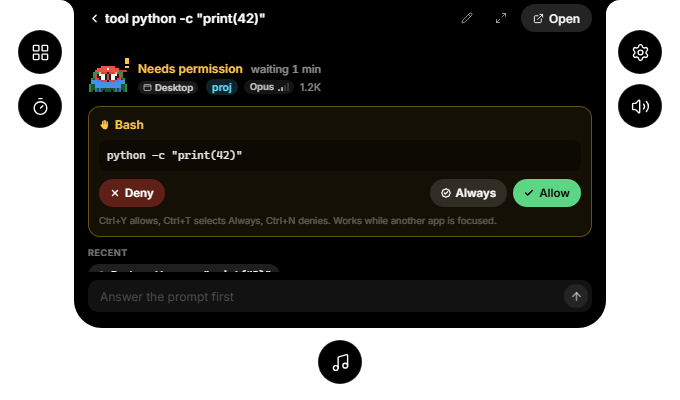 tool python -c "print(42)"
Open
Needs permission waiting 1 min
Desktop proj Opus 1.2K
Bash
python -c "print(42)"
Deny Always Allow
Ctrl+Y allows, Ctrl+T selects Always, Ctrl+N denies. Works while another app is focused.
RECENT
Answer the prompt first